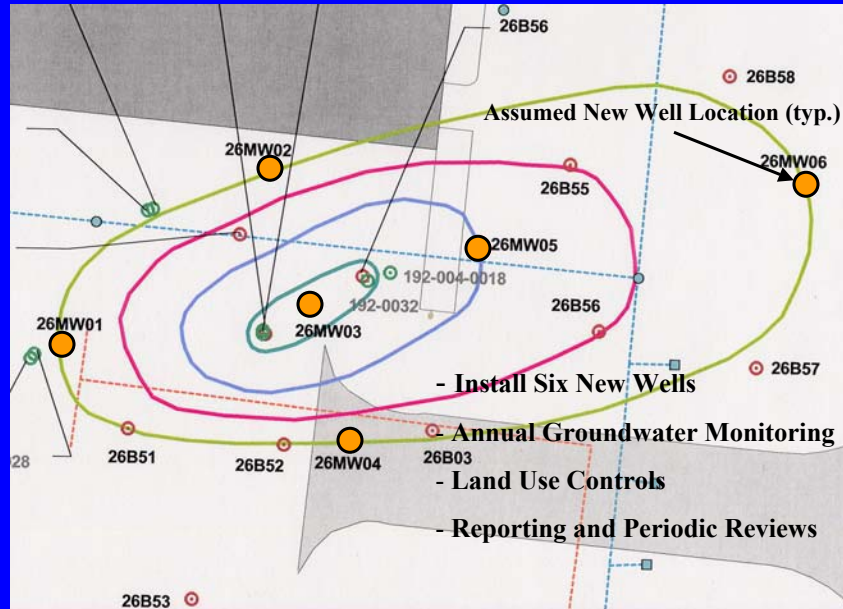 26B56
26B58
Assumed New Well Location (typ.)
26MW02
26MW06
26B55
26MW05
192-004-0018
192-0032
26B56
26MW03
26MW01
26B57
- Install Six New Wells
- Annual Groundwater Monitoring
26B51
26B52
26MW04
26B03
028
- Land Use Controls
- Reporting and Periodic Reviews
26B53